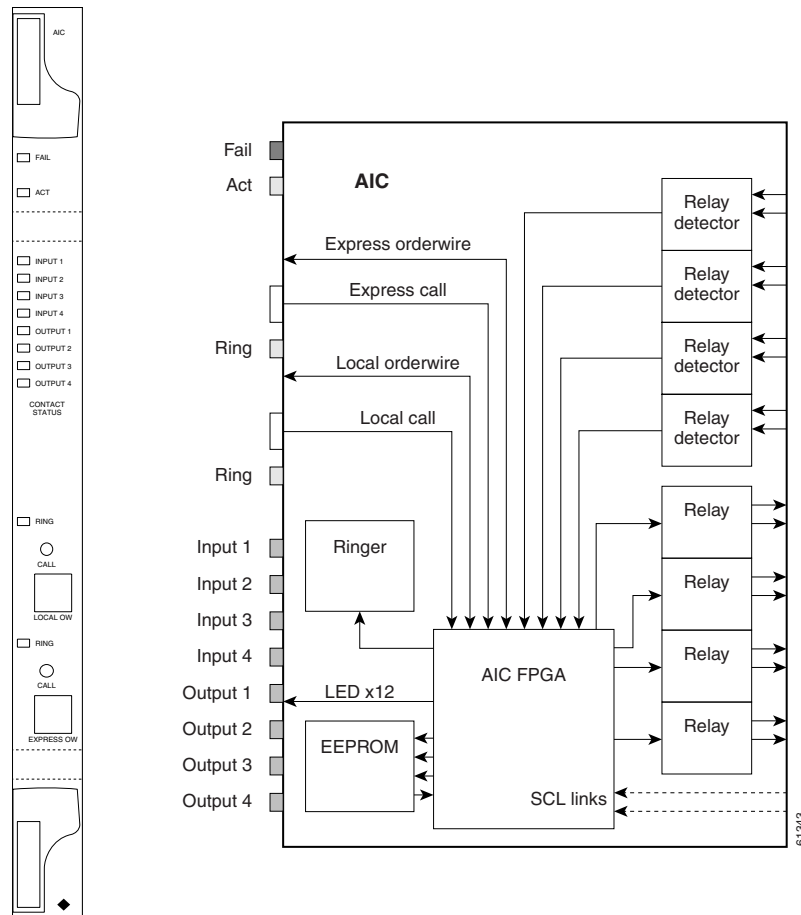 AIC
FAIL
ACT
INPUT 1
INPUT 2
INPUT 3
INPUT 4
OUTPUT 1
OUTPUT 2
OUTPUT 3
OUTPUT 4
CONTACT
STATUS
RING
CALL
LOCAL OW
RING
CALL
EXPRESS OW
Fail
Act
Ring
Ring
Input 1
Input 2
Input 3
Input 4
Output 1
Output 2
Output 3
Output 4
AIC
Express orderwire
Express call
Local orderwire
Local call
Ringer
LED x12
EEPROM
AIC FPGA
SCL links
Relay
detector
Relay
detector
Relay
detector
Relay
detector
Relay
Relay
Relay
Relay
61343